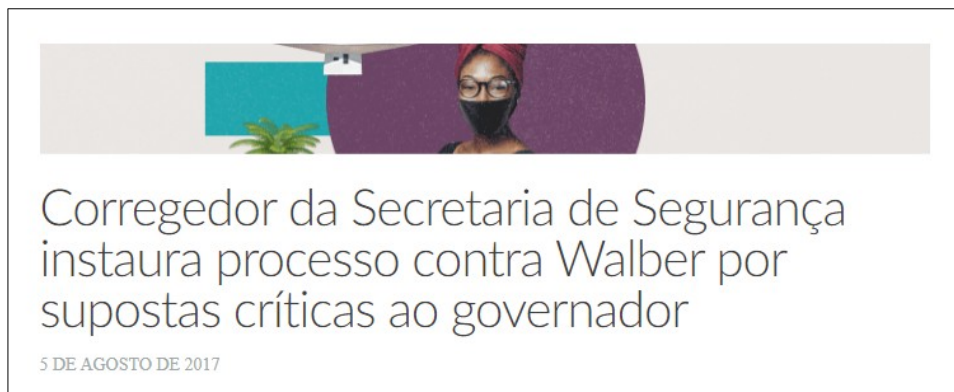 Corregedor da Secretaria de Segurança
instaura processo contra Walber por
supostas críticas ao governador
5 DE AGOSTO DE 2017